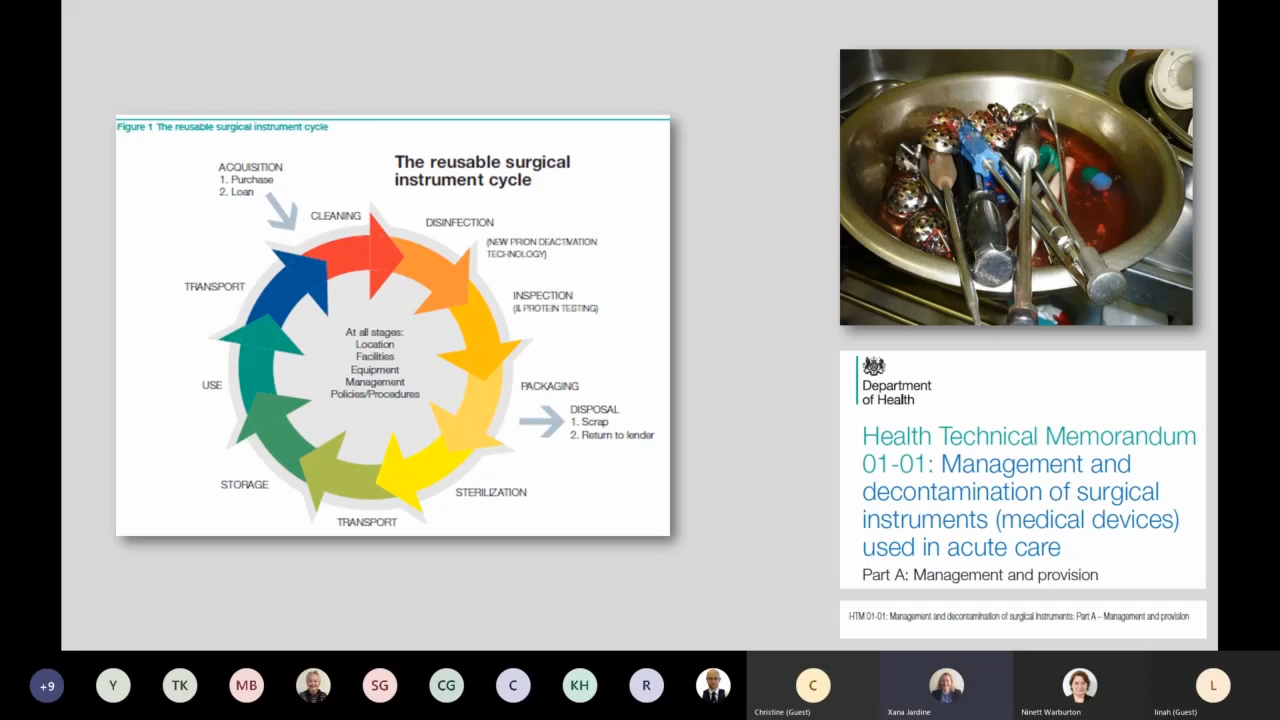 Figure 1 The reusable surgical instrument cycle
The reusable surgical
instrument cycle
ACQUISITION
1. Purchase
2. Loan
CLEANING
DISINFECTION
(NEW PRION DEACTIVATION
TECHNOLOGY)
INSPECTION
(& PROTEIN TESTING)
PACKAGING
DISPOSAL
1. Scrap
2. Return to lender
STERILIZATION
TRANSPORT
STORAGE
USE
TRANSPORT
At all stages:
Location
Facilities
Equipment
Management
Policies/Procedures
Department
of Health
Health Technical Memorandum
01-01: Management and
decontamination of surgical
instruments (medical devices)
used in acute care
Part A: Management and provision
HTM 01-01: Management and decontamination of surgical instruments: Part A – Management and provision
+9
Y
TK
MB
SG
CG
C
KH
R
C
Christine (Guest)
Xana Jardine
Ninett Warburton
L
linah (Guest)